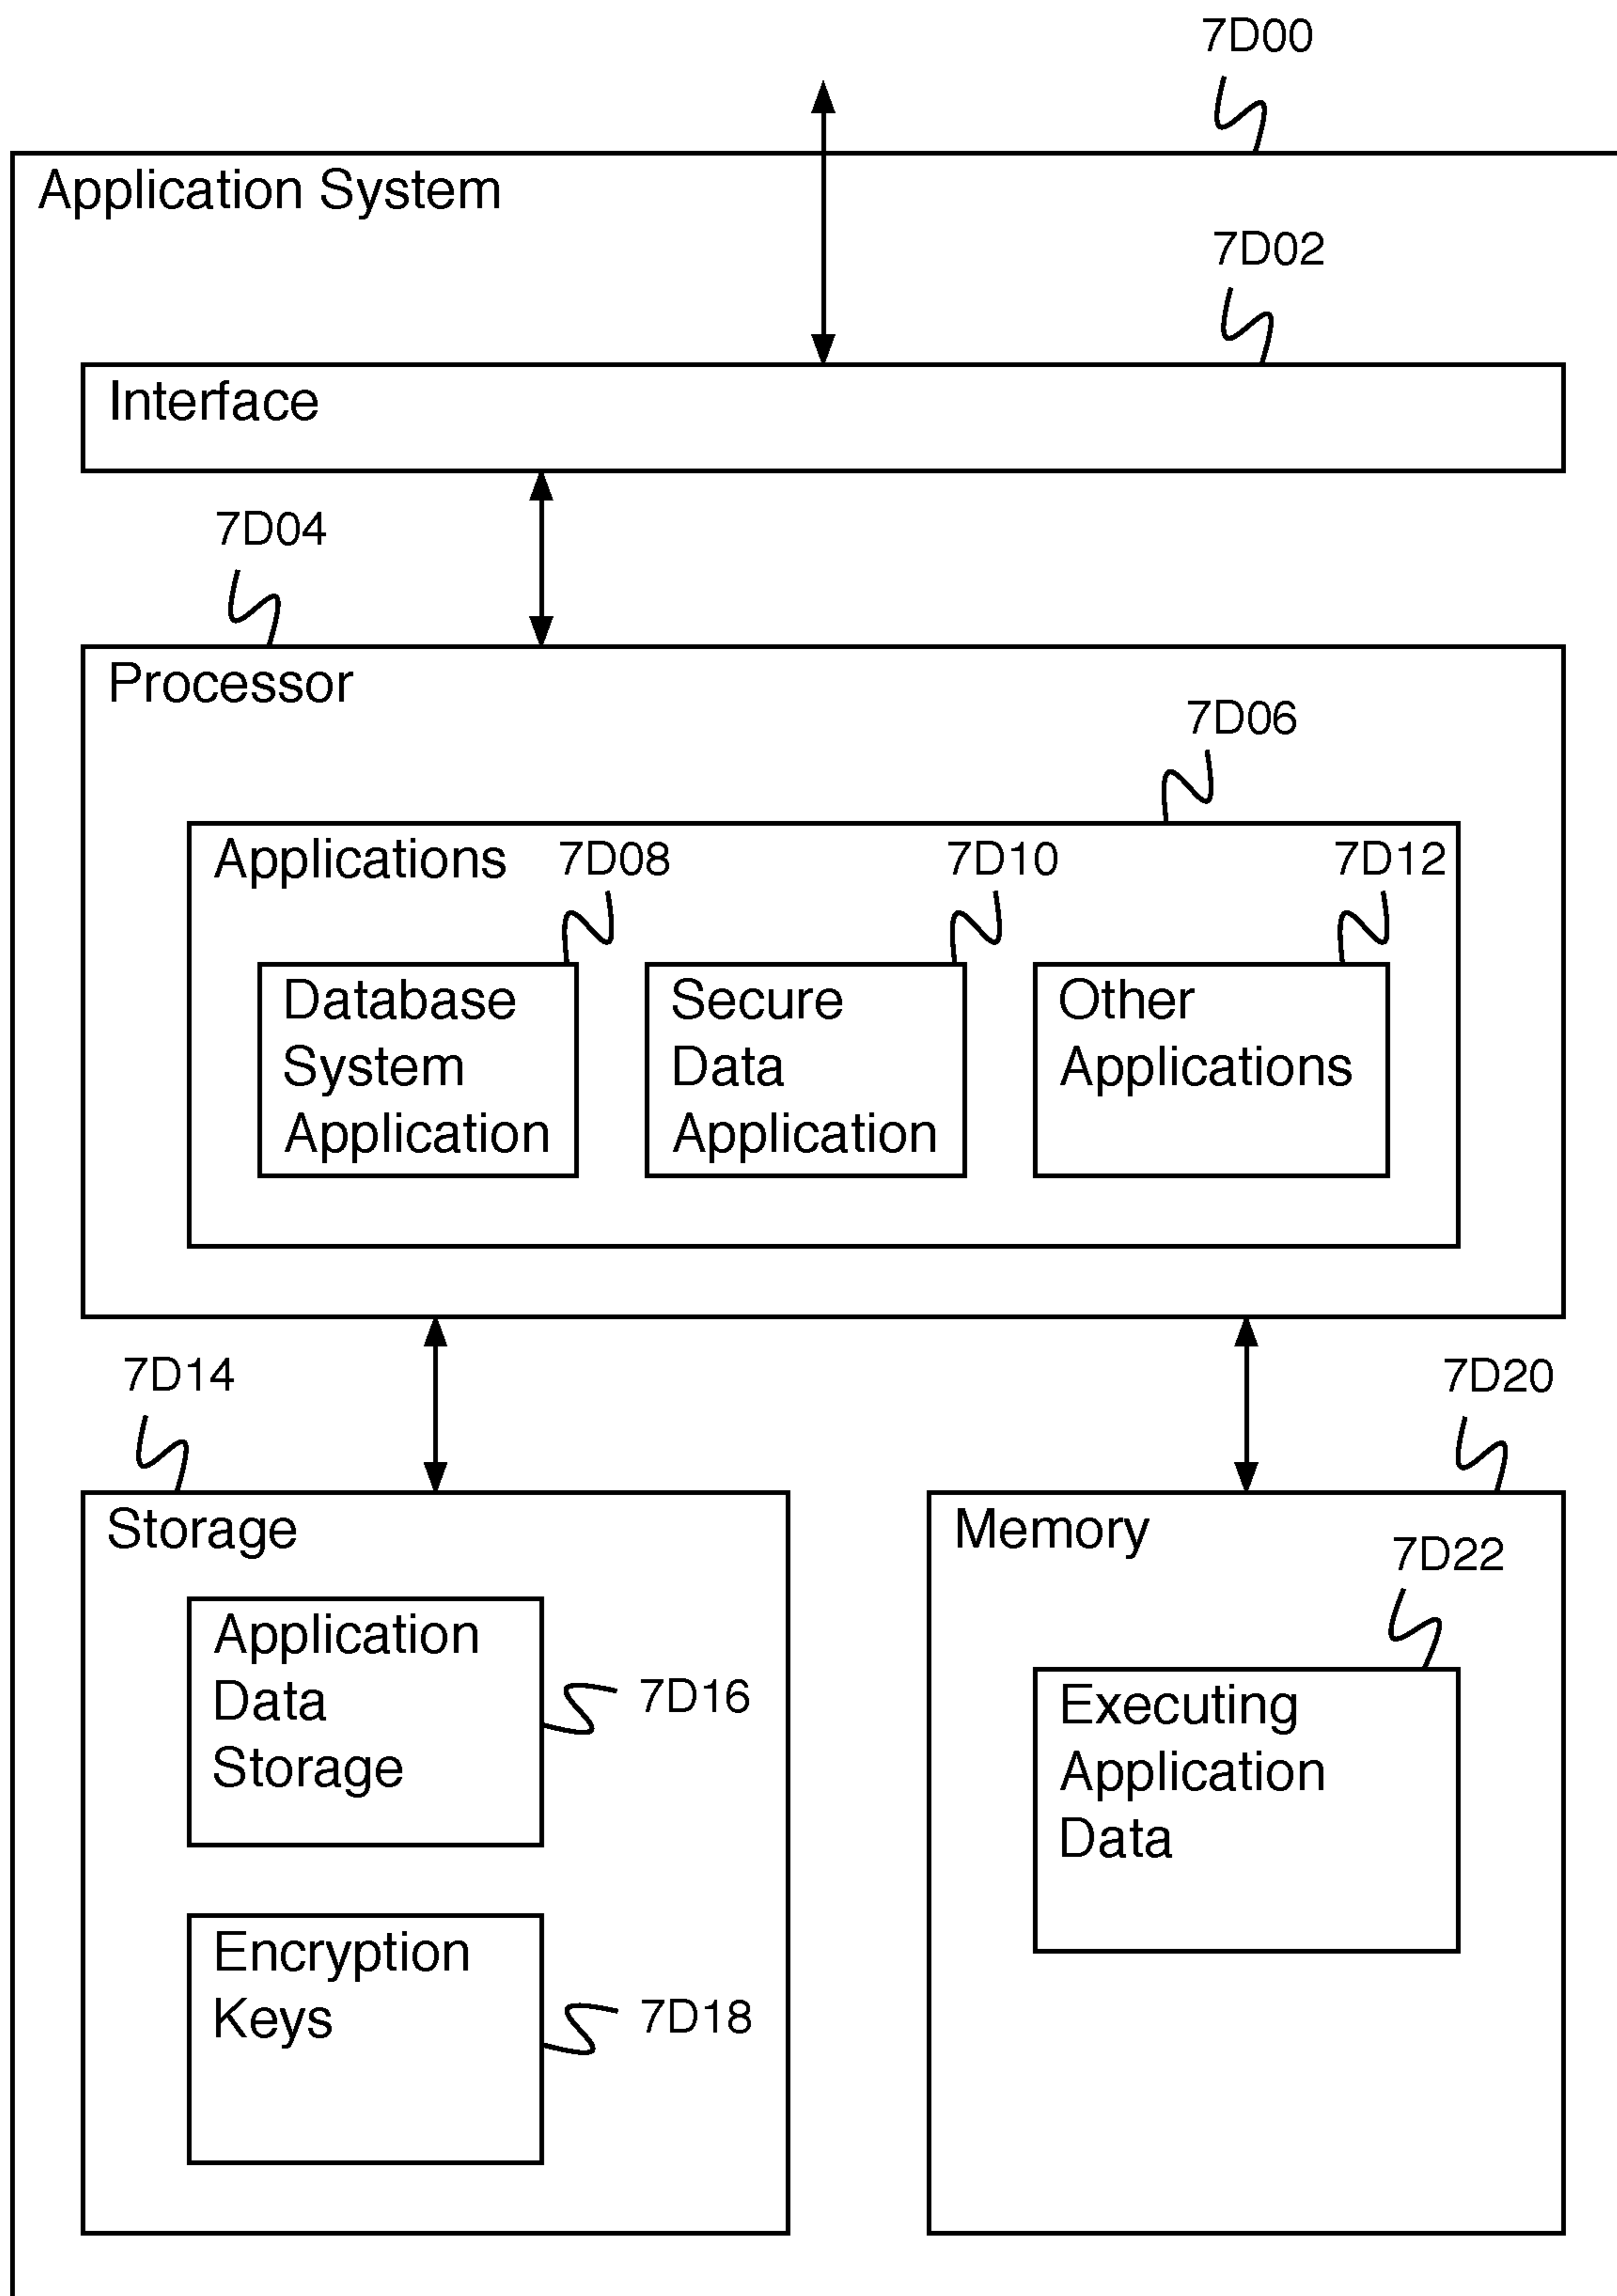 7D00
Application System
7D02
Interface
7D04
Processor
7D06
Applications
7D08
7D10
7D12
Database
System
Application
Secure
Data
Application
Other
Applications
7D14
7D20
Storage
Application
Data
Storage
7D16
Encryption
Keys
7D18
Memory
7D22
Executing
Application
Data